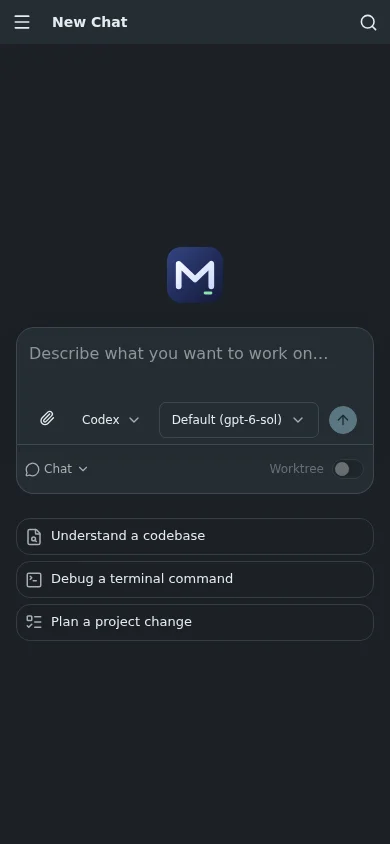 New Chat
M
Describe what you want to work on...
Codex
Default (gpt-6-sol)
Chat
Worktree
Understand a codebase
Debug a terminal command
Plan a project change